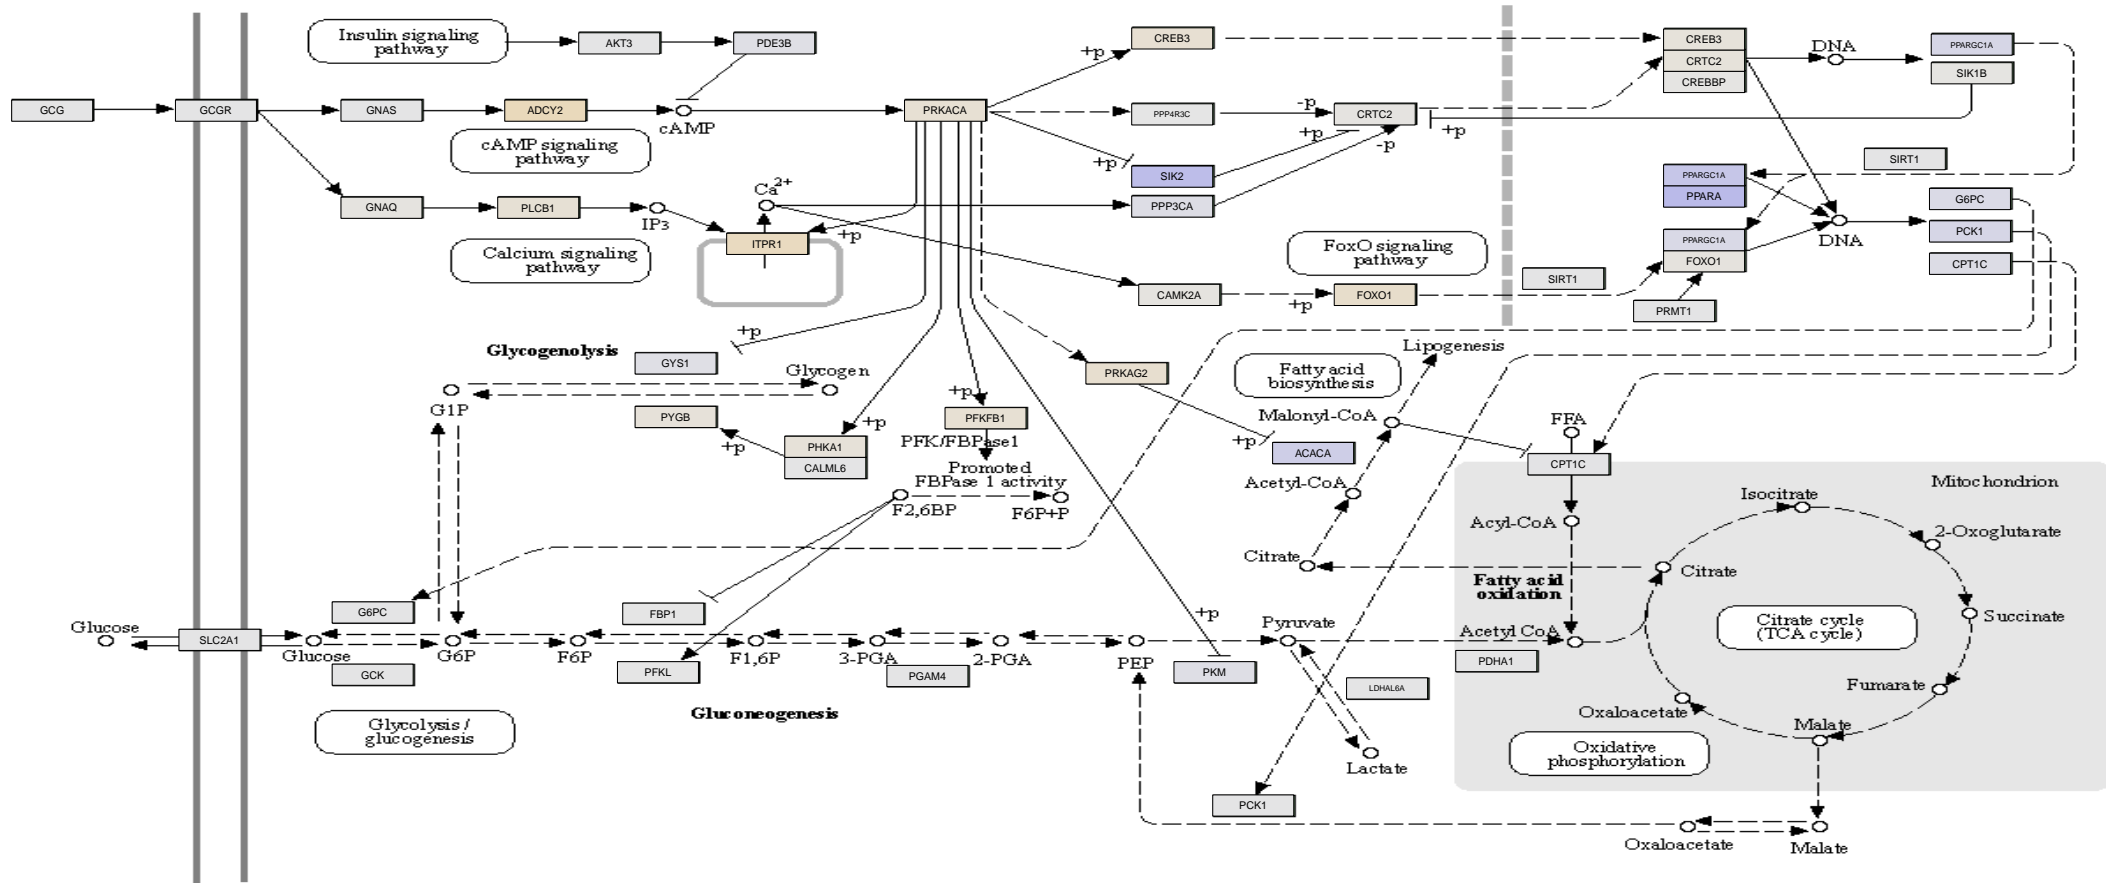 Insulin signaling
pathway
AKT3
PDE3B
CREB3
CREB3
CRTC2
CREBBP
DNA
PPARGC1A
SIK1B
+p
GCG
GCGR
GNAS
ADCY2
cAMP
PRKACA
PPP4R3C
-p
CRTC2
+p
+p
-p
cAMP signaling
pathway
+p
SIK2
SIRT1
PPARGC1A
PPARA
GNAQ
PLCB1
IP3
Ca2+
PPP3CA
G6PC
PCK1
CPT1C
ITPR1
+p
DNA
Calcium signaling
pathway
FoxO signaling
pathway
PPARGC1A
FOXO1
SIRT1
CAMK2A
+p
FOXO1
PRMT1
+p
Glycogenolysis
GYS1
Glycogen
G1P
PYGB
+p
PHKA1
CALML6
+p
+p
PFKFB1
PFK/FBPase1
Promoted
FBPase 1 activity
F2,6BP
F6P+P
PRKAG2
+p
Lipogenesis
Fatty acid
biosynthesis
Malonyl-CoA
ACACA
Acetyl-CoA
Citrate
FFA
CPT1C
Mitochondrion
Isocitrate
Acyl-CoA
2-Oxoglutarate
Citrate
Fatty acid
oxidation
Succinate
Citrate cycle
(TCA cycle)
Acetyl CoA
PDHA1
Fumarate
Oxaloacetate
Malate
Oxidative
phosphorylation
G6PC
FBP1
+p
Glucose
SLC2A1
Glucose
G6P
F6P
F1,6P
3-PGA
2-PGA
PEP
Pyruvate
GCK
PFKL
PGAM4
PKM
LDHAL6A
Gluconeogenesis
Glycolysis /
glucogenesis
Lactate
PCK1
Oxaloacetate
Malate